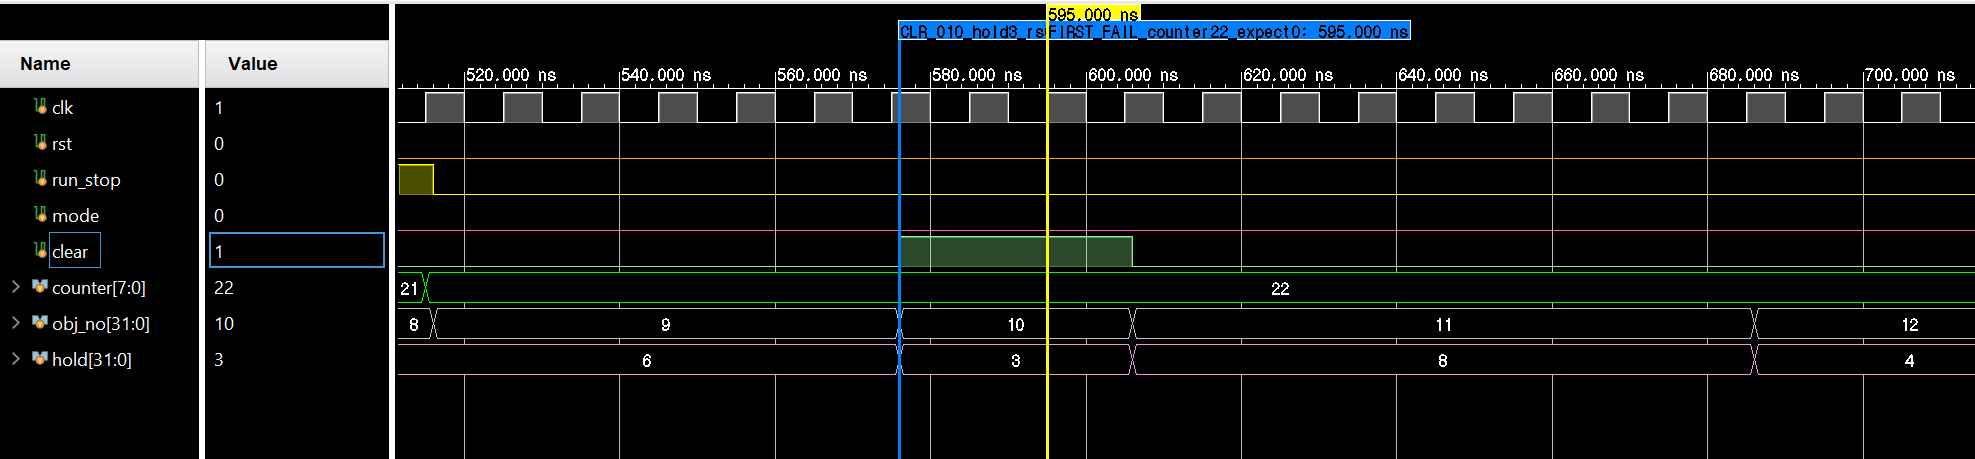 595.000 ns
CLR_010_hold3_rs FIRST_FAIL_counter22_expect0: 595.000 ns
Name Value
520.000 ns 540.000 ns 560.000 ns 580.000 ns 600.000 ns 620.000 ns 640.000 ns 660.000 ns 680.000 ns 700.000 ns
clk 1
rst 0
run_stop 0
mode 0
clear 1
counter[7:0] 22 21 22
obj_no[31:0] 10 8 9 10 11 12
hold[31:0] 3 6 3 8 4